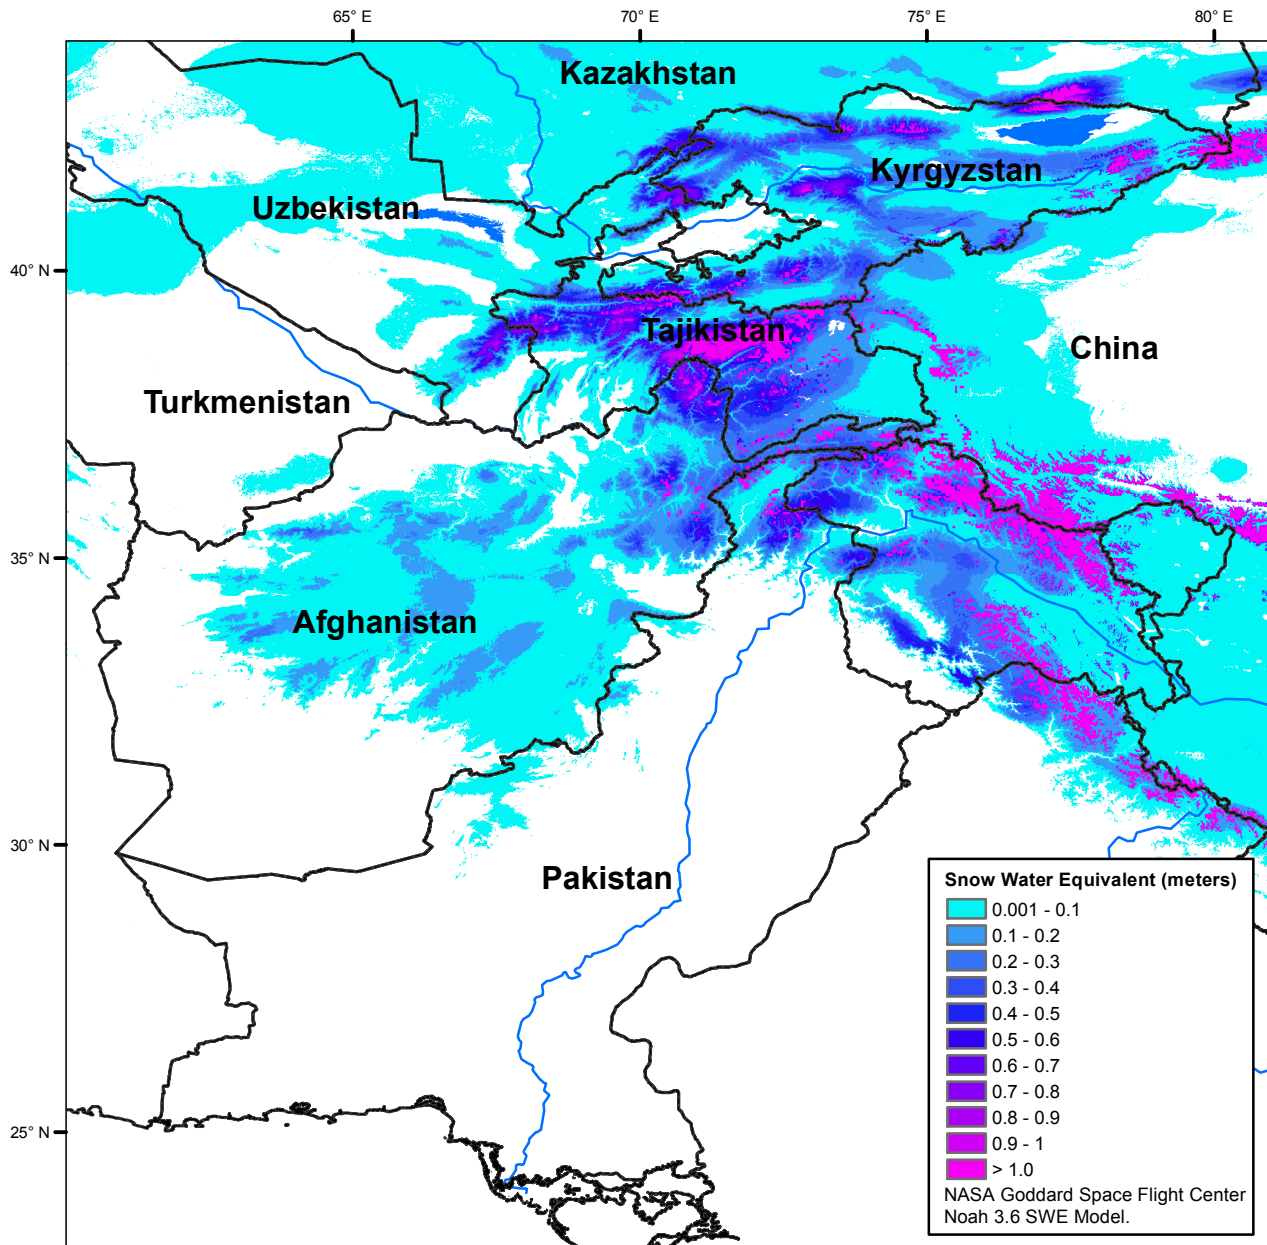 65° E
70° E
75° E
80° E
Kazakhstan
Kyrgyzstan
Uzbekistan
40° N
Tajikistan
China
Turkmenistan
35° N
Afghanistan
30° N
Pakistan
Snow Water Equivalent (meters)
0.001 - 0.1
0.1 - 0.2
0.2 - 0.3
0.3 - 0.4
0.4 - 0.5
0.5 - 0.6
0.6 - 0.7
0.7 - 0.8
0.8 - 0.9
0.9 - 1
> 1.0
NASA Goddard Space Flight Center
Noah 3.6 SWE Model.
25° N